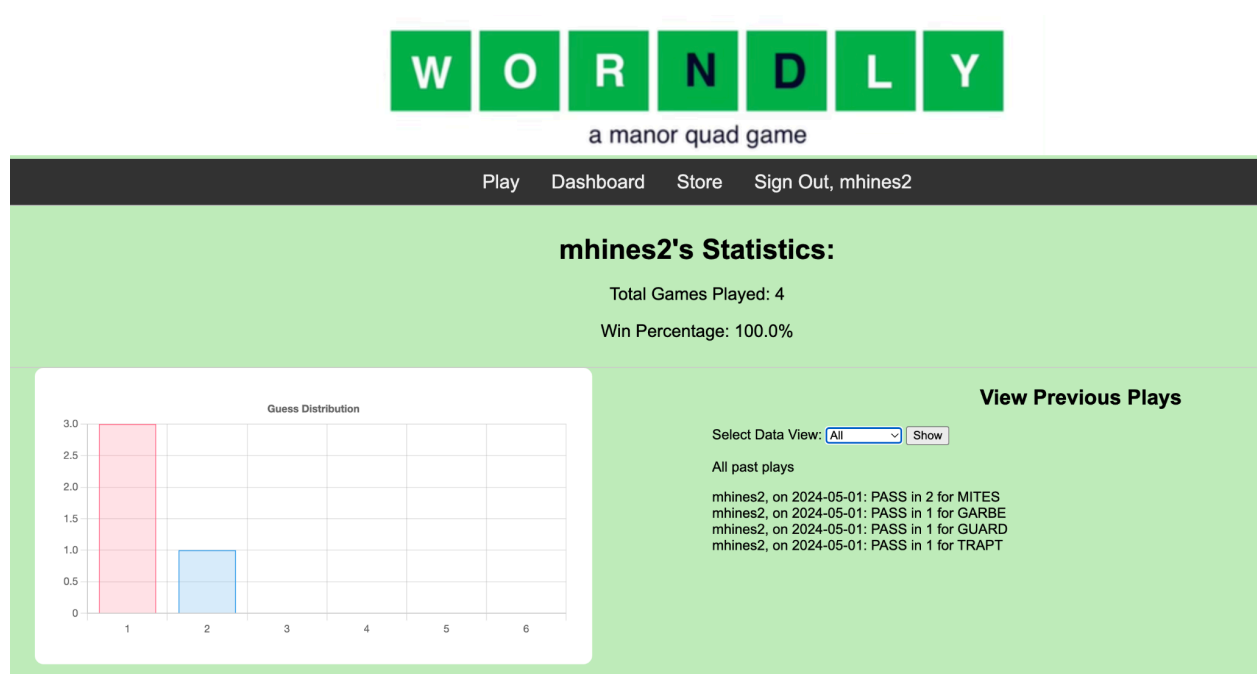 WORNDLY
a manor quad game
Play Dashboard Store Sign Out, mhines2
mhines2's Statistics:
Total Games Played: 4
Win Percentage: 100.0%
Guess Distribution
3.0
2.5
2.0
1.5
1.0
0.5
0
1 2 3 4 5 6
View Previous Plays
Select Data View: All Show
All past plays
mhines2, on 2024-05-01: PASS in 2 for MITES
mhines2, on 2024-05-01: PASS in 1 for GARBE
mhines2, on 2024-05-01: PASS in 1 for GUARD
mhines2, on 2024-05-01: PASS in 1 for TRAPT